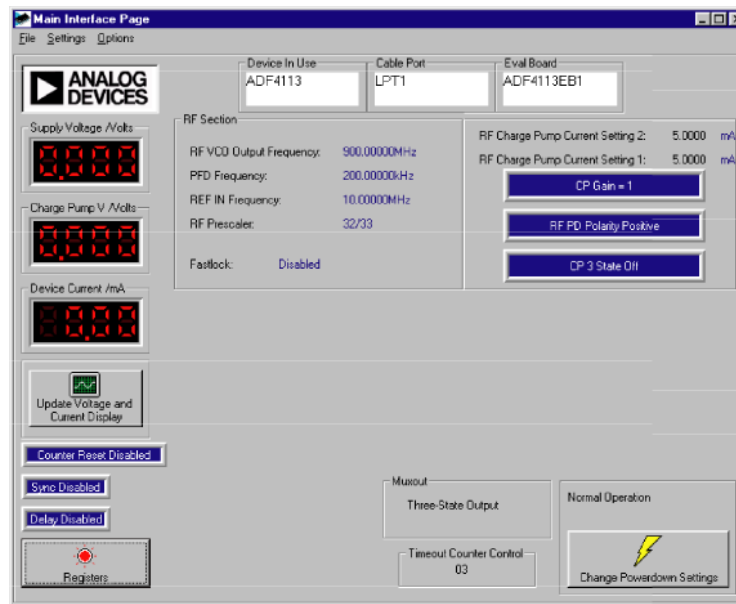 Main Interface Page
File Settings Options
ANALOG
DEVICES
Device In Use
ADF4113
Cable Port
LPT1
Eval Board
ADF4113EB1
Supply Voltage /Volts
Charge Pump V /Volts
Device Current /mA
Update Voltage and
Current Display
Counter Reset Disabled
Sync Disabled
Delay Disabled
Registers
RF Section
RF VCO Output Frequency: 900.00000MHz
PFD Frequency: 200.00000kHz
REF IN Frequency: 10.00000MHz
RF Prescaler: 32/33
Fastlock: Disabled
RF Charge Pump Current Setting 2: 5.0000 mA
RF Charge Pump Current Setting 1: 5.0000 mA
CP Gain = 1
RF PD Polarity Positive
CP 3 State Off
Muxout
Three-State Output
Timeout Counter Control
03
Normal Operation
Change Powerdown Settings